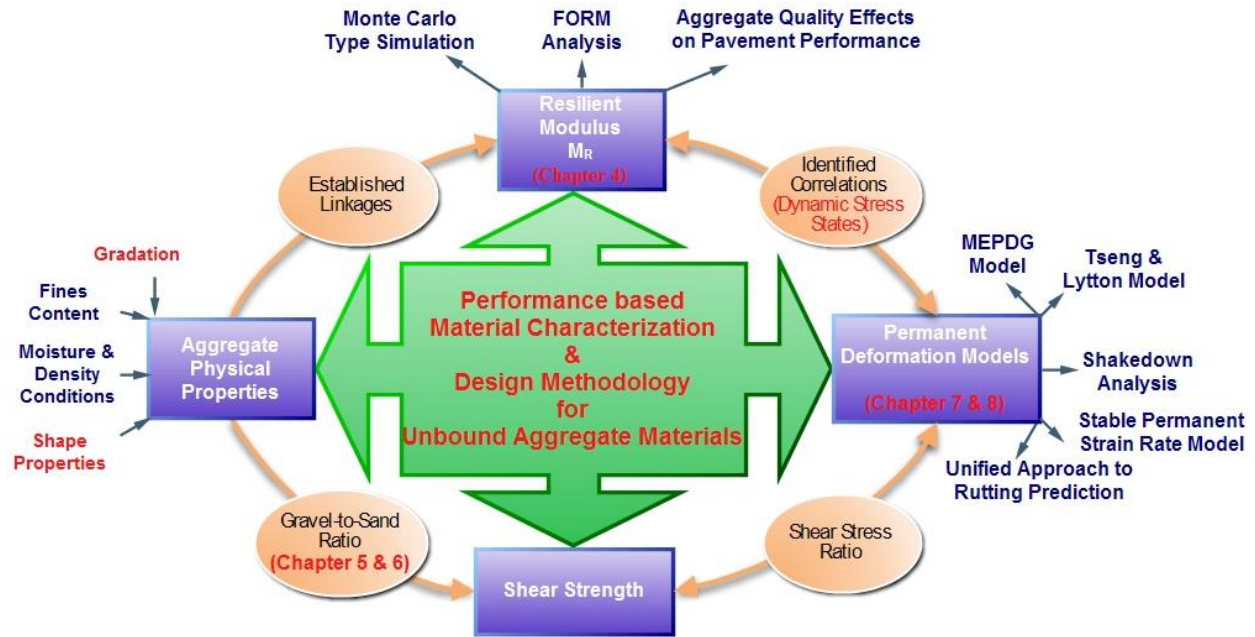 Monte Carlo
Type Simulation
FORM
Analysis
Aggregate Quality Effects
on Pavement Performance
Resilient
Modulus
MR
(Chapter 4)
Established
Linkages
Identified
Correlations
(Dynamic Stress
States)
Gradation
Fines
Content
Moisture &
Density
Conditions
Shape
Properties
Aggregate
Physical
Properties
Performance based
Material Characterization
&
Design Methodology
for
Unbound Aggregate Materials
MEPDG
Model
Tseng &
Lytton Model
Permanent
Deformation Models
(Chapter 7 & 8)
Shakedown
Analysis
Stable Permanent
Strain Rate Model
Unified Approach to
Rutting Prediction
Gravel-to-Sand
Ratio
(Chapter 5 & 6)
Shear Stress
Ratio
Shear Strength